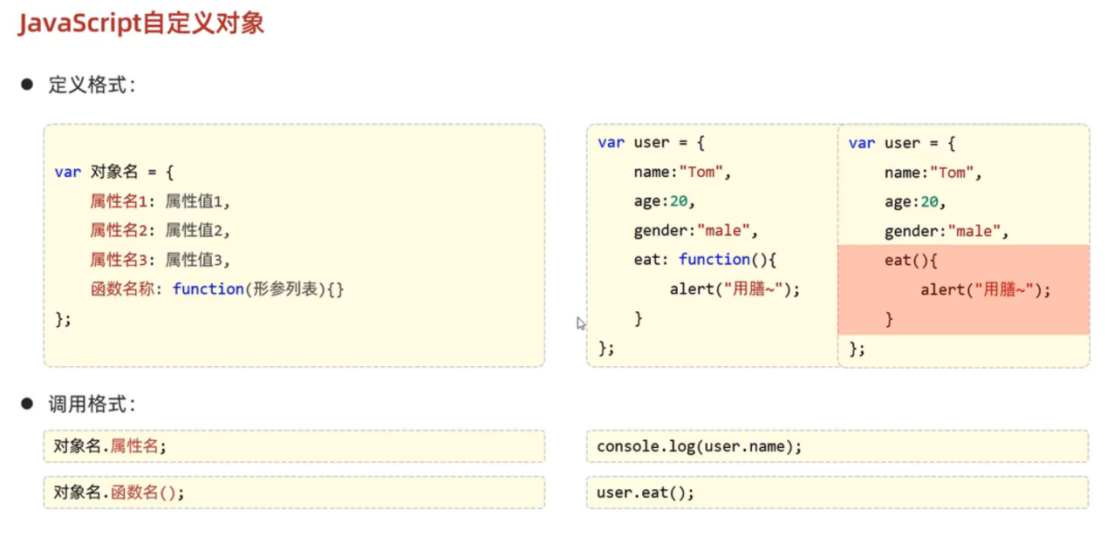 JavaScript自定义对象
● 定义格式：
var 对象名 = {
属性名1: 属性值1,
属性名2: 属性值2,
属性名3: 属性值3,
函数名称: function(形参列表){}
};
var user = {
name:"Tom",
age:20,
gender:"male",
eat: function(){
alert("用膳~");
}
};
var user = {
name:"Tom",
age:20,
gender:"male",
eat(){
alert("用膳~");
}
};
● 调用格式：
对象名.属性名;
console.log(user.name);
对象名.函数名();
user.eat();